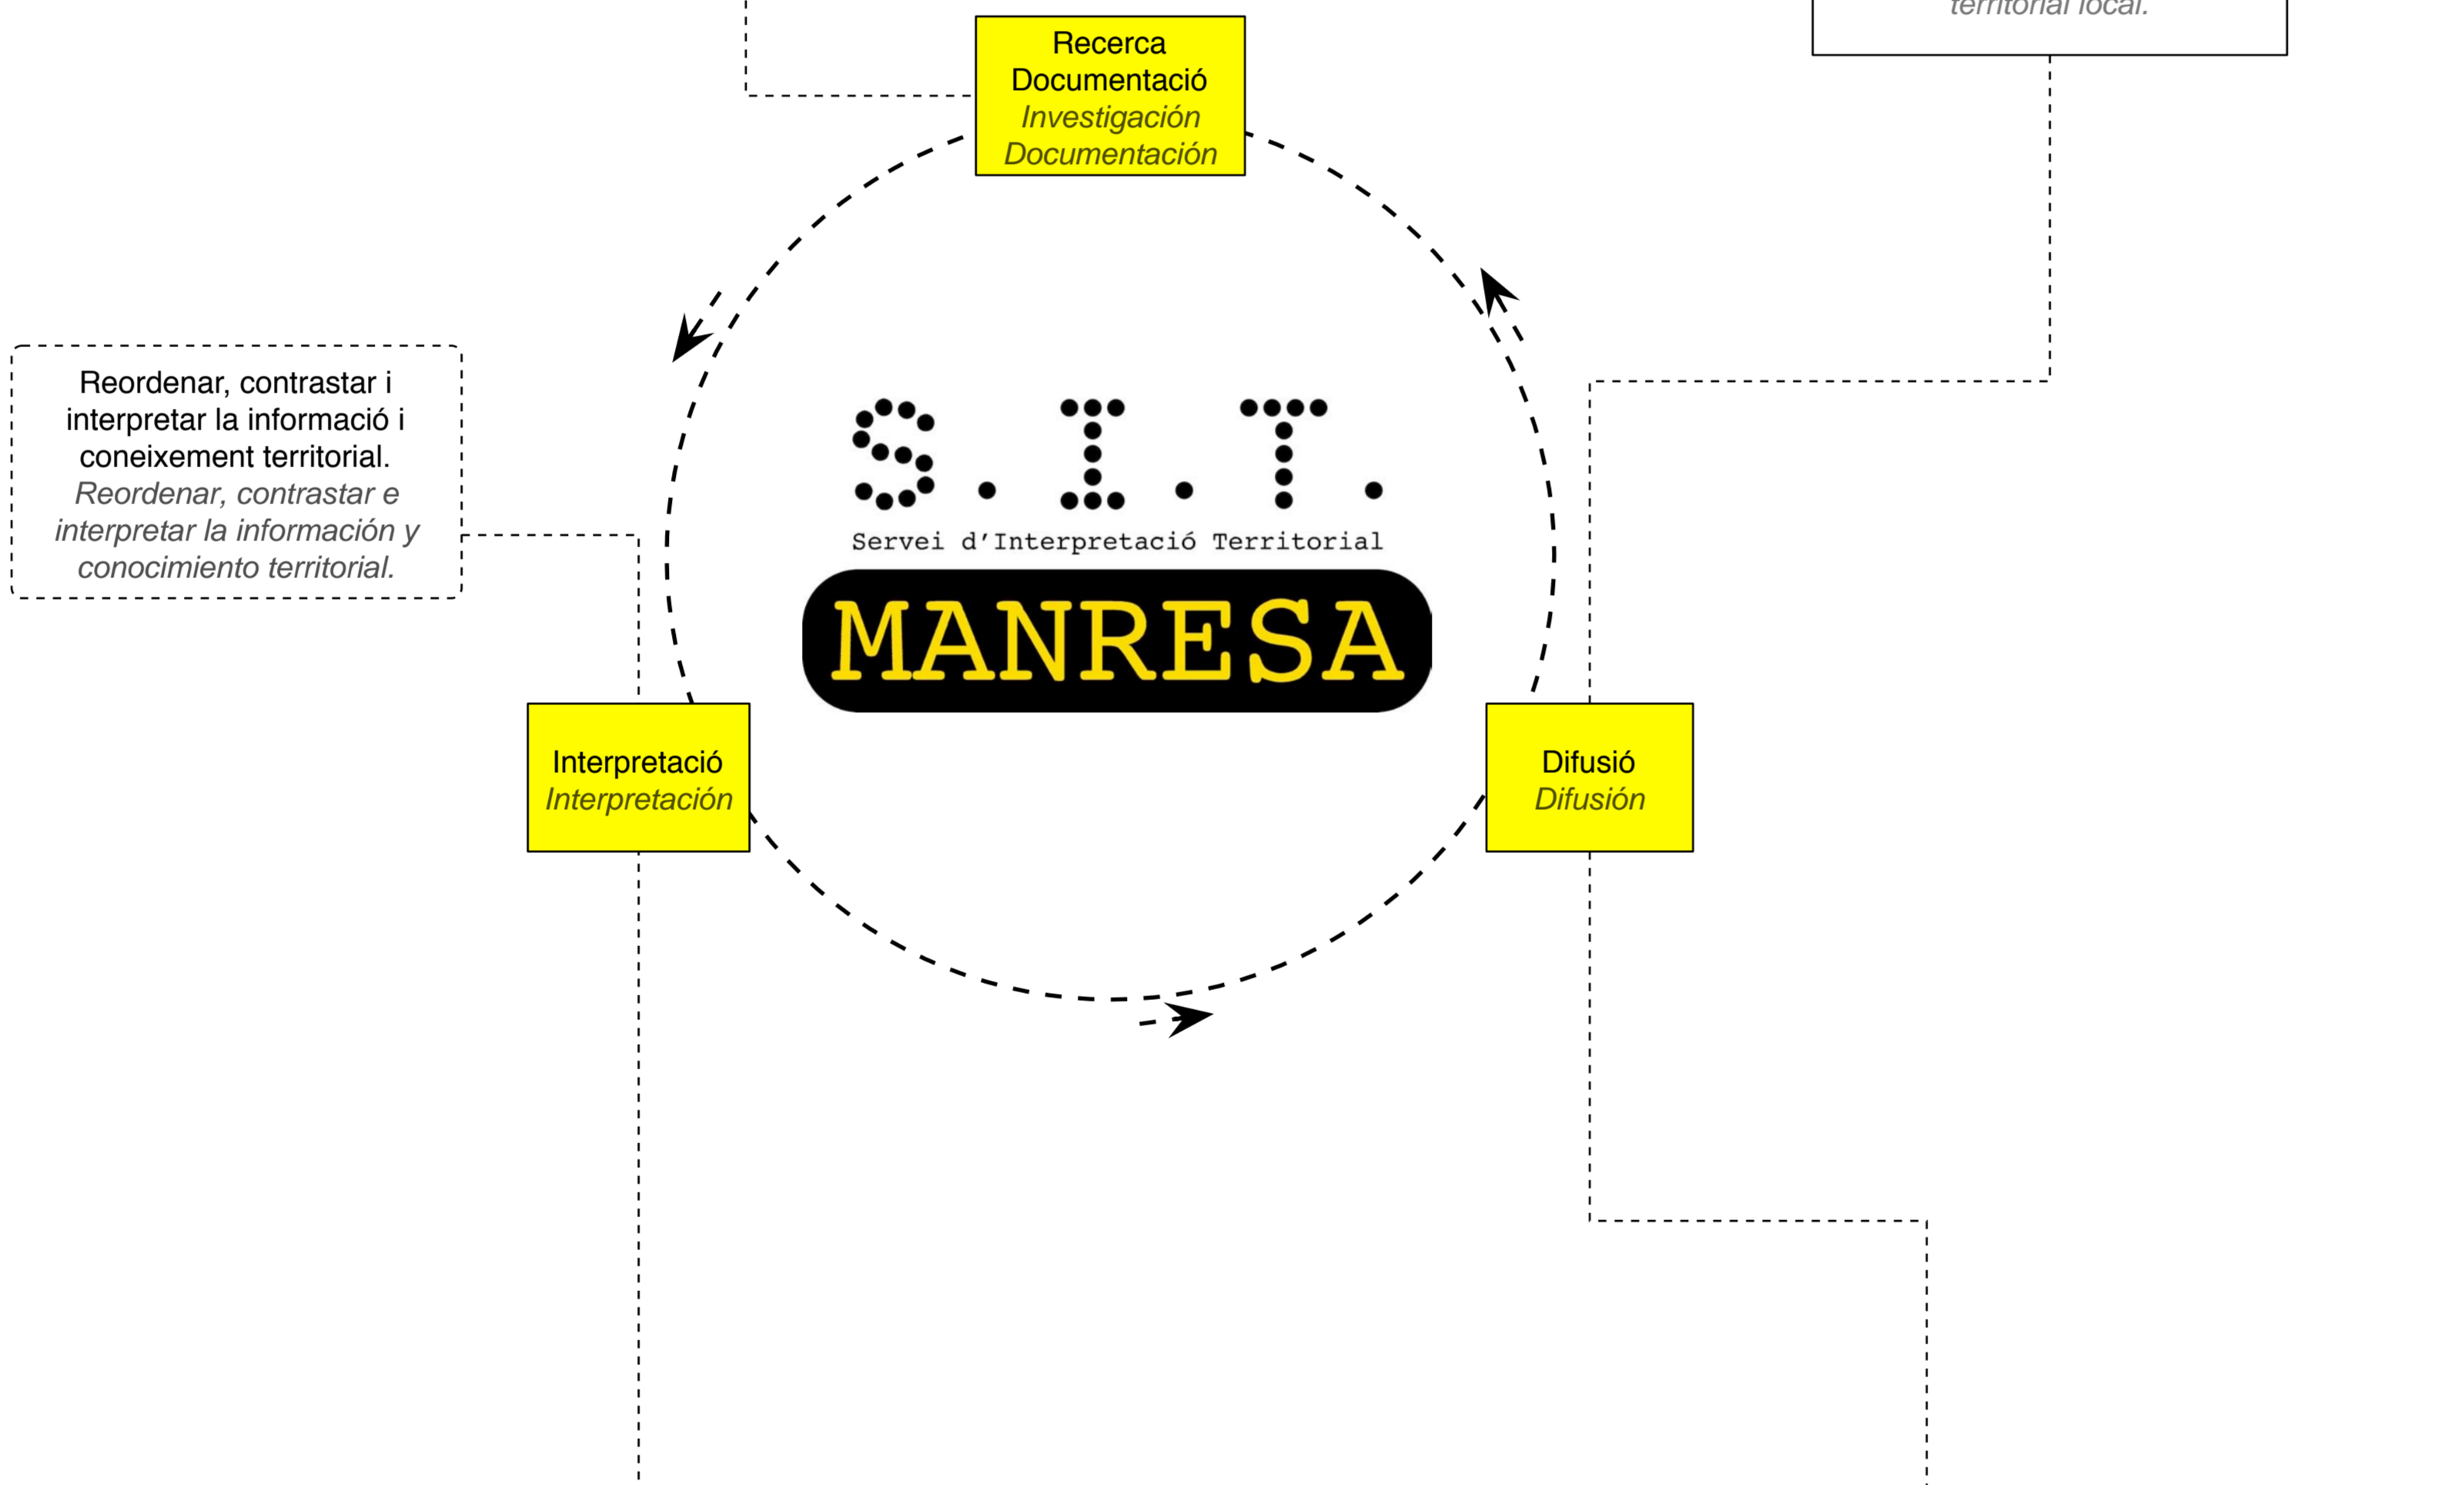 territorial local.
Recerca
Documentació
Investigación
Documentación
Reordenar, contrastar i
interpretar la informació i
coneixement territorial.
Reordenar, contrastar e
interpretar la información y
conocimiento territorial.
S.I.T.
Servei d'Interpretació Territorial
MANRESA
Interpretació
Interpretación
Difusió
Difusión